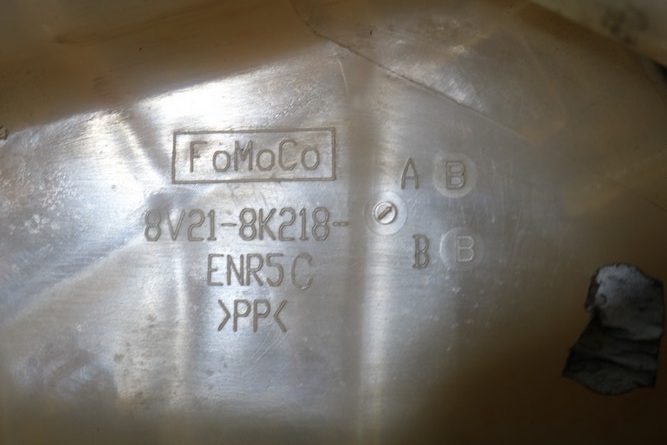 FoMoCo
8V21-8K218-
ENR5C
>PP<
A B
B B